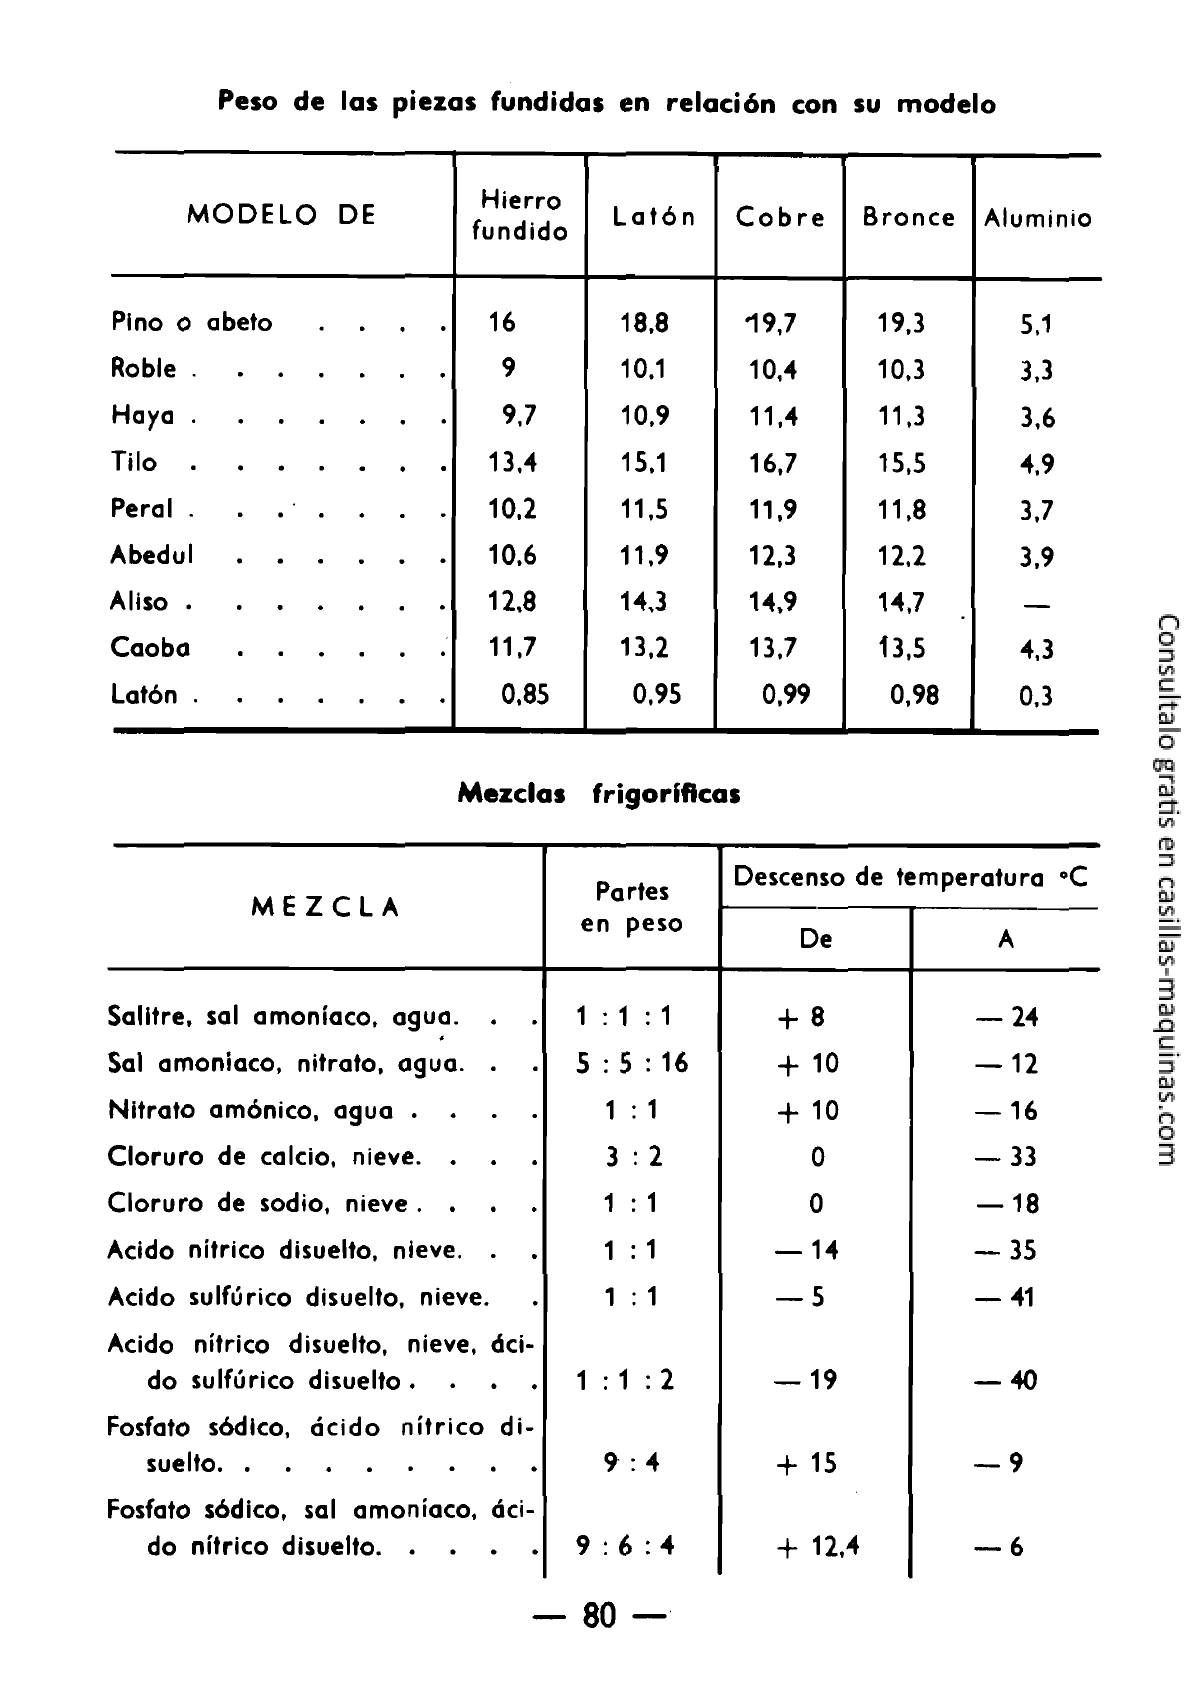 Peso de las piezas fundidas en relación con su modelo
MODELO DE Hierro fundido Latón Cobre Bronce Aluminio
Pino o abeto . . . . 16 18,8 19,7 19,3 5,1
Roble . . . . . . . 9 10,1 10,4 10,3 3,3
Haya . . . . . . . 9,7 10,9 11,4 11,3 3,6
Tilo . . . . . . . 13,4 15,1 16,7 15,5 4,9
Peral . . . . . . . 10,2 11,5 11,9 11,8 3,7
Abedul . . . . . . 10,6 11,9 12,3 12,2 3,9
Aliso . . . . . . . 12,8 14,3 14,9 14,7 —
Caoba . . . . . . 11,7 13,2 13,7 13,5 4,3
Latón . . . . . . . 0,85 0,95 0,99 0,98 0,3
Mezclas frigoríficas
MEZCLA Partes en peso Descenso de temperatura °C
De A
Salitre, sal amoníaco, agua. . . 1 : 1 : 1 + 8 — 24
Sal amoníaco, nitrato, agua. . . 5 : 5 : 16 + 10 — 12
Nitrato amónico, agua . . . . 1 : 1 + 10 — 16
Cloruro de calcio, nieve. . . . 3 : 2 0 — 33
Cloruro de sodio, nieve . . . . 1 : 1 0 — 18
Acido nítrico disuelto, nieve. . . 1 : 1 — 14 — 35
Acido sulfúrico disuelto, nieve. . 1 : 1 — 5 — 41
Acido nítrico disuelto, nieve, áci-
do sulfúrico disuelto . . . . 1 : 1 : 2 — 19 — 40
Fosfato sódico, ácido nítrico di-
suelto. . . . . . . . . 9 : 4 + 15 — 9
Fosfato sódico, sal amoníaco, áci-
do nítrico disuelto. . . . . 9 : 6 : 4 + 12,4 — 6
— 80 —
Consultalo gratis en casillas-maquinas.com